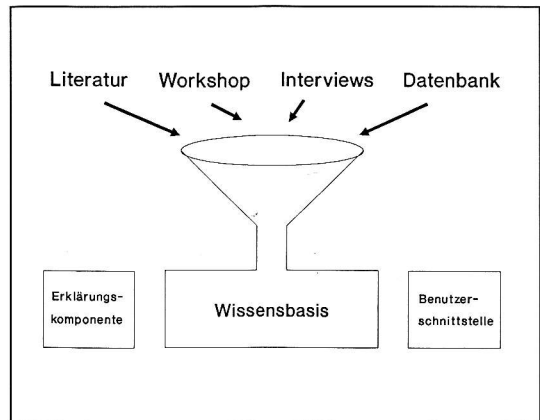 Literatur Workshop Interviews Datenbank
Erklärungs-
komponente
Wissensbasis
Benutzer-
schnittstelle